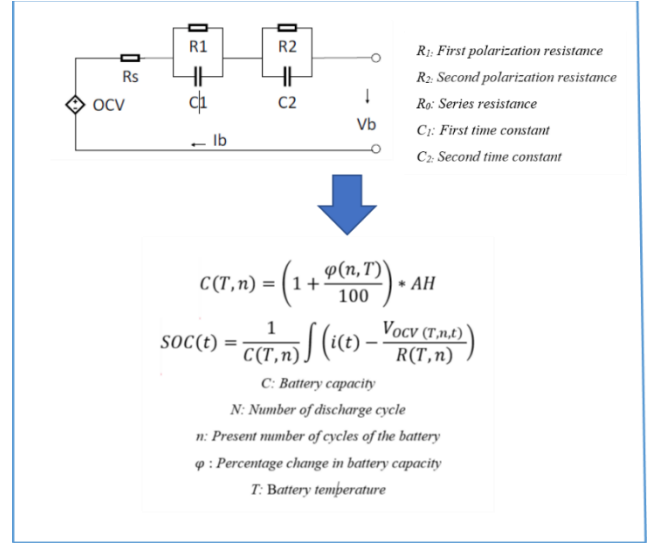 R1
R2
Rs
C1
C2
OCV
Vb
← Ib
R₁: First polarization resistance
R₂: Second polarization resistance
R₀: Series resistance
C₁: First time constant
C₂: Second time constant
C(T, n) = (1 + φ(n, T)/100) * AH
SOC(t) = 1/C(T, n) ∫ (i(t) − V_OCV (T,n,t)/R(T, n))
C: Battery capacity
N: Number of discharge cycle
n: Present number of cycles of the battery
φ : Percentage change in battery capacity
T: Battery temperature